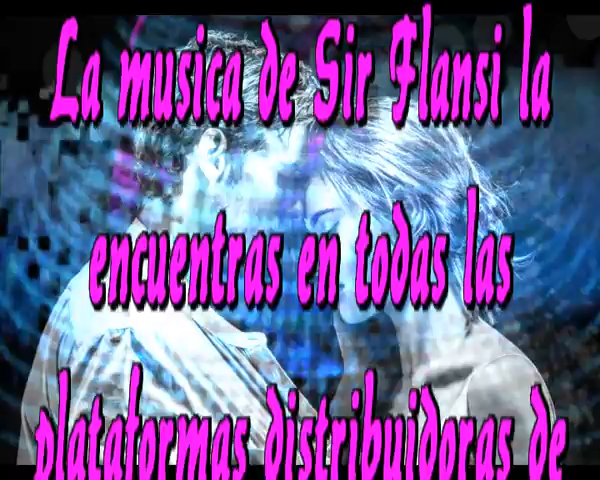 La musica de Sir Flansi la
encuentras en todas las
plataformas distribuidoras de